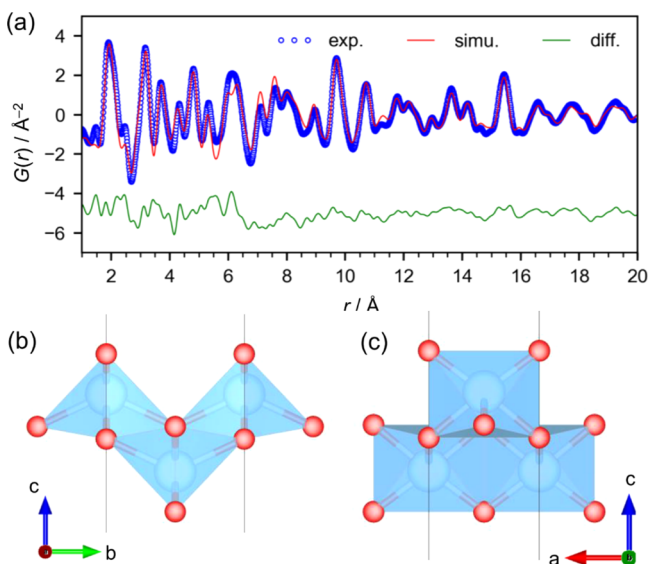 (a)
exp. simu. diff.
4
2
0
−2
−4
−6
G(r) / Å−2
2 4 6 8 10 12 14 16 18 20
r / Å
(b) (c)
c
b
c
a